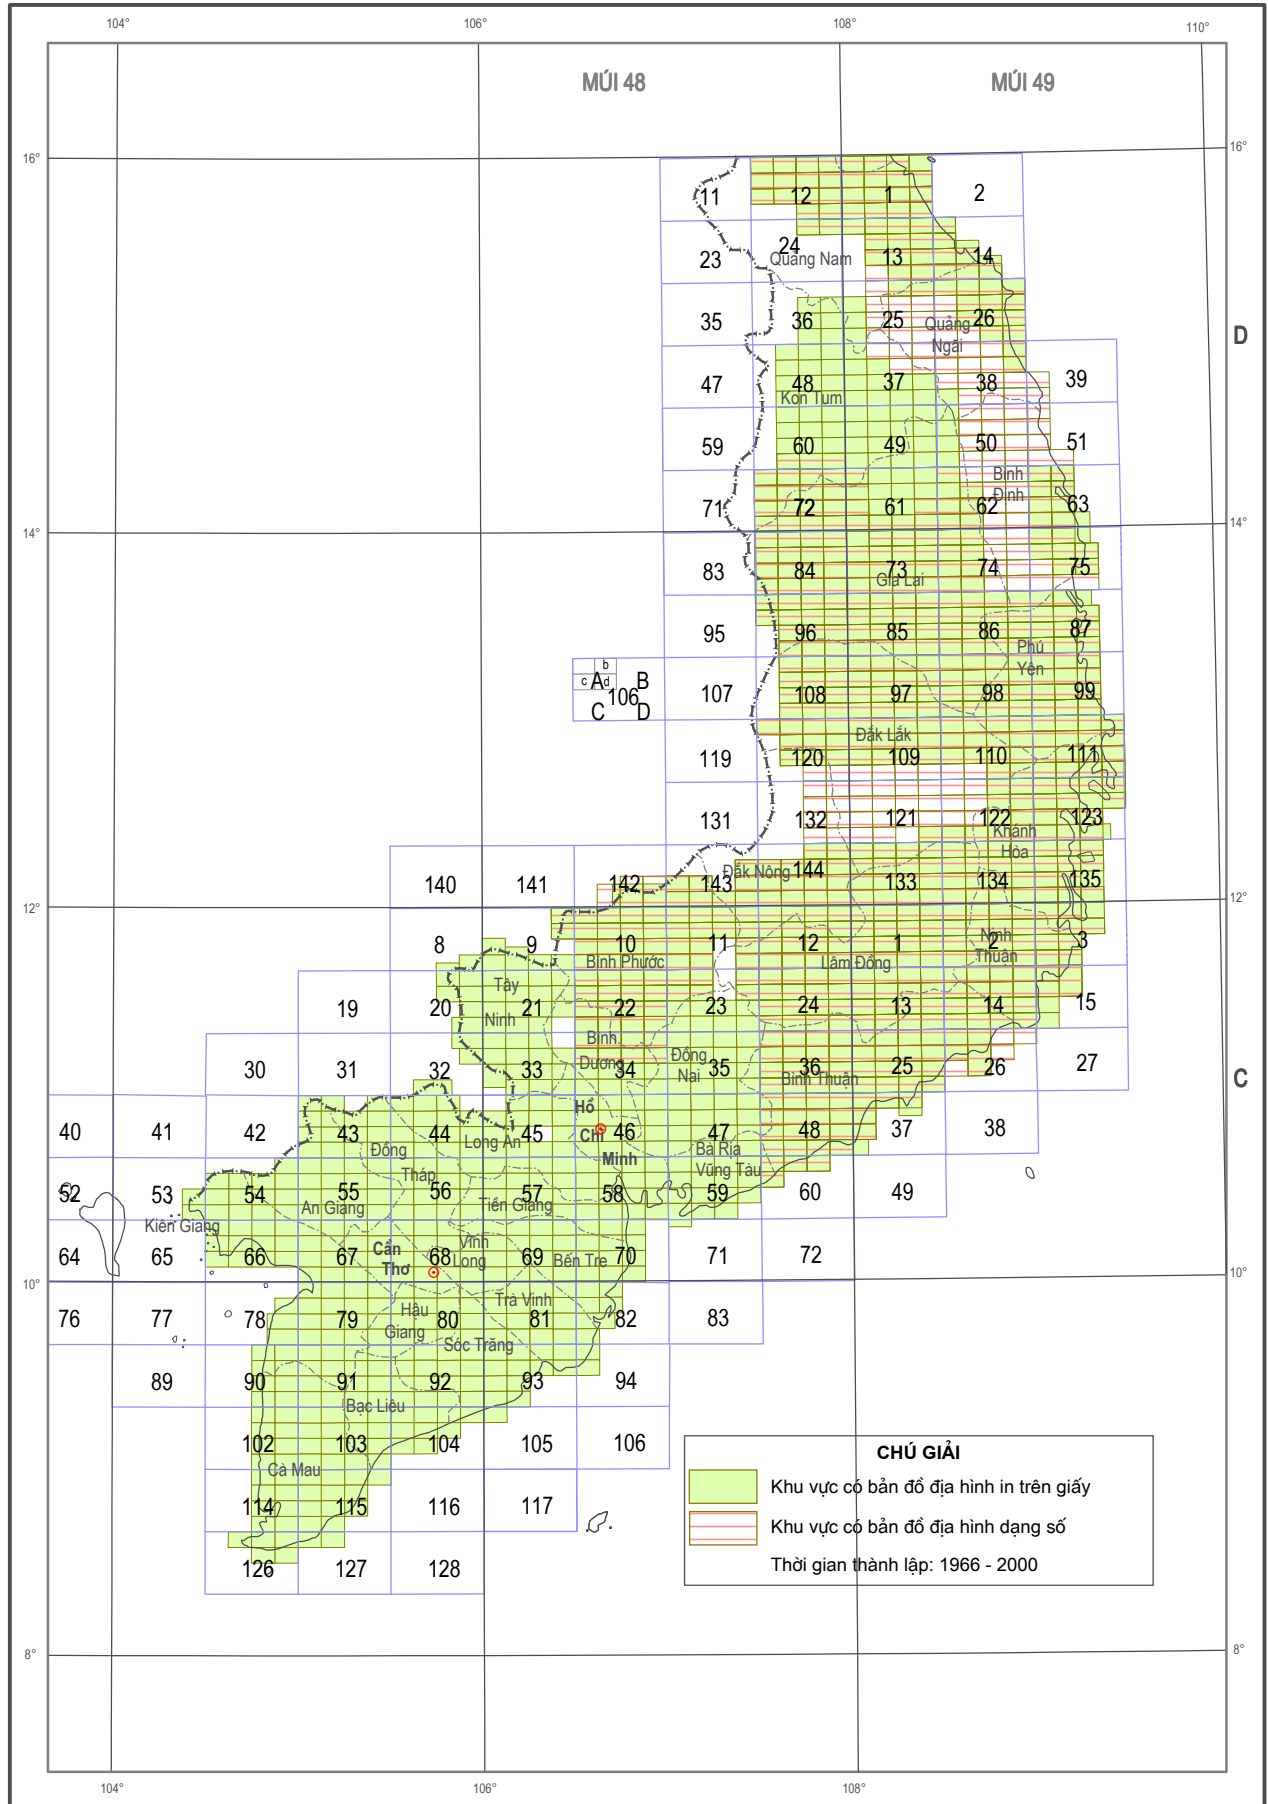 104° 106° 108° 110°
MÚI 48 MÚI 49
16° 16°
11 12 1 2
23 24 13 14
Quảng Nam
35 36 25 26
Quảng
Ngãi
D
47 48 37 38 39
Kon Tum
59 60 49 50 51
Bình
Định
71 72 61 62 63
14° 14°
83 84 73 74 75
Gia Lai
95 96 85 86 87
Phú
Yên
b
c A d B
106
C D
107 108 97 98 99
Đắk Lắk
119 120 109 110 111
131 132 121 122 123
Khánh
Hòa
Đắk Nông
140 141 142 143 144 133 134 135
12° 12°
8 9 10 11 12 1 2 3
Ninh
Thuận
Bình Phước
Lâm Đồng
Tây
Ninh
19 20 21 22 23 24 13 14 15
Bình
Dương
Đồng
Nai
30 31 32 33 34 35 36 25 26 27
Bình Thuận
C
Hồ
Chí
Minh
40 41 42 43 44 45 46 47 48 37 38
Long An
Đồng
Tháp
Bà Rịa
Vũng Tàu
52 53 54 55 56 57 58 59 60 49
An Giang
Tiền Giang
Kiên Giang
64 65 66 67 68 69 70 71 72
Cần
Thơ
Vĩnh
Long
Bến Tre
10° 10°
Trà Vinh
76 77 78 79 80 81 82 83
Hậu
Giang
Sóc Trăng
89 90 91 92 93 94
Bạc Liêu
102 103 104 105 106
Cà Mau
114 115 116 117
126 127 128
CHÚ GIẢI
Khu vực có bản đồ địa hình in trên giấy
Khu vực có bản đồ địa hình dạng số
Thời gian thành lập: 1966 - 2000
8° 8°
104° 106° 108°